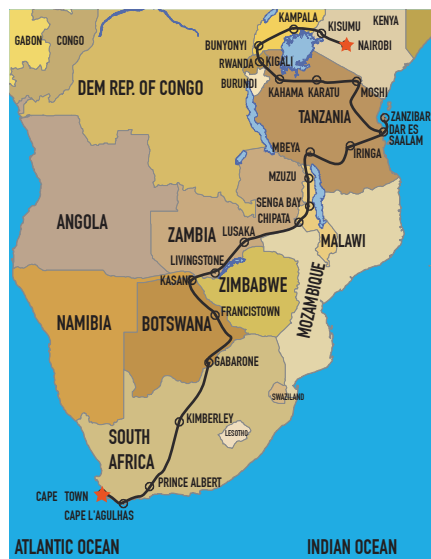 KAMPALA
KISUMU
KENYA
GABON
CONGO
BUNYONYI
NAIROBI
RWANDA
KIGALI
DEM REP. OF CONGO
BURUNDI
KAHAMA
KARATU
MOSHI
TANZANIA
ZANZIBAR
DAR ES
SAALAM
MBEYA
IRINGA
MZUZU
SENGA BAY
CHIPATA
ANGOLA
ZAMBIA
LUSAKA
MALAWI
LIVINGSTONE
KASANE
ZIMBABWE
MOZAMBIQUE
NAMIBIA
BOTSWANA
FRANCISTOWN
GABARONE
SWAZILAND
KIMBERLEY
LESOTHO
SOUTH
AFRICA
PRINCE ALBERT
CAPE TOWN
CAPE L'AGULHAS
ATLANTIC OCEAN
INDIAN OCEAN